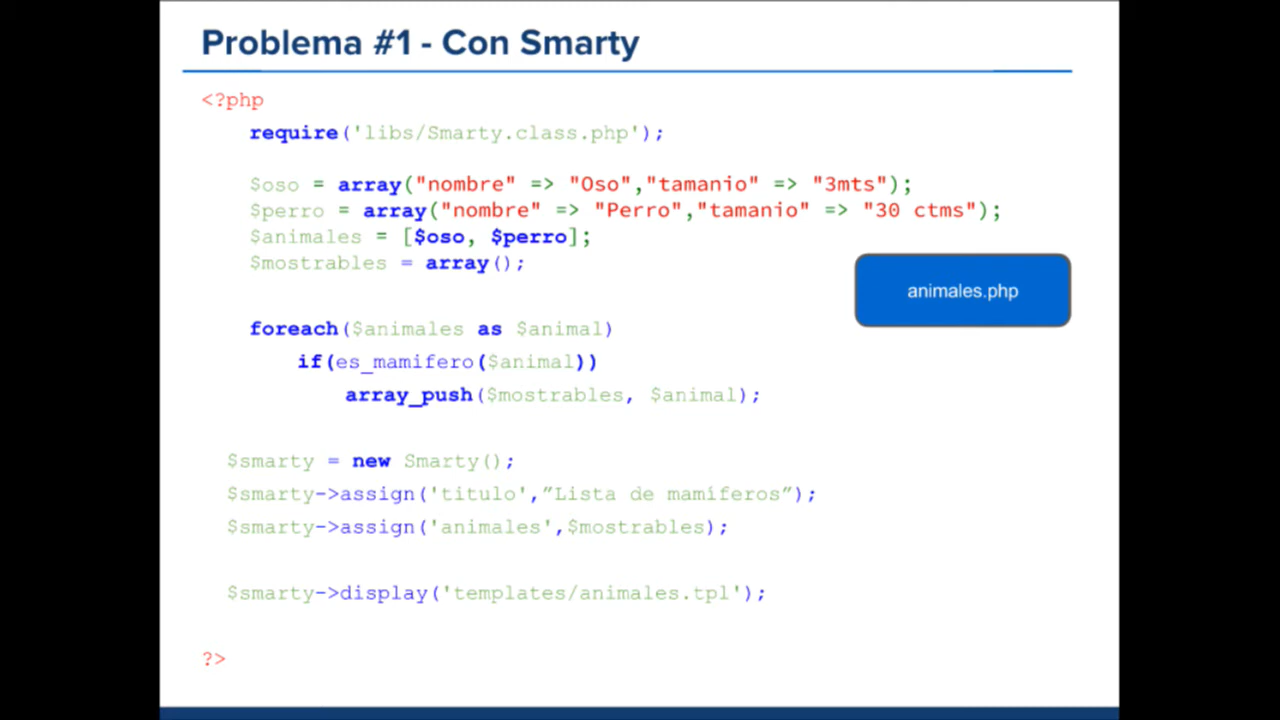 Problema #1 - Con Smarty
<?php
require('libs/Smarty.class.php');
$oso = array("nombre" => "Oso","tamanio" => "3mts");
$perro = array("nombre" => "Perro","tamanio" => "30 ctms");
$animales = [$oso, $perro];
$mostrables = array();
animales.php
foreach($animales as $animal)
if(es_mamifero($animal))
array_push($mostrables, $animal);
$smarty = new Smarty();
$smarty->assign('titulo',”Lista de mamíferos”);
$smarty->assign('animales',$mostrables);
$smarty->display('templates/animales.tpl');
?>